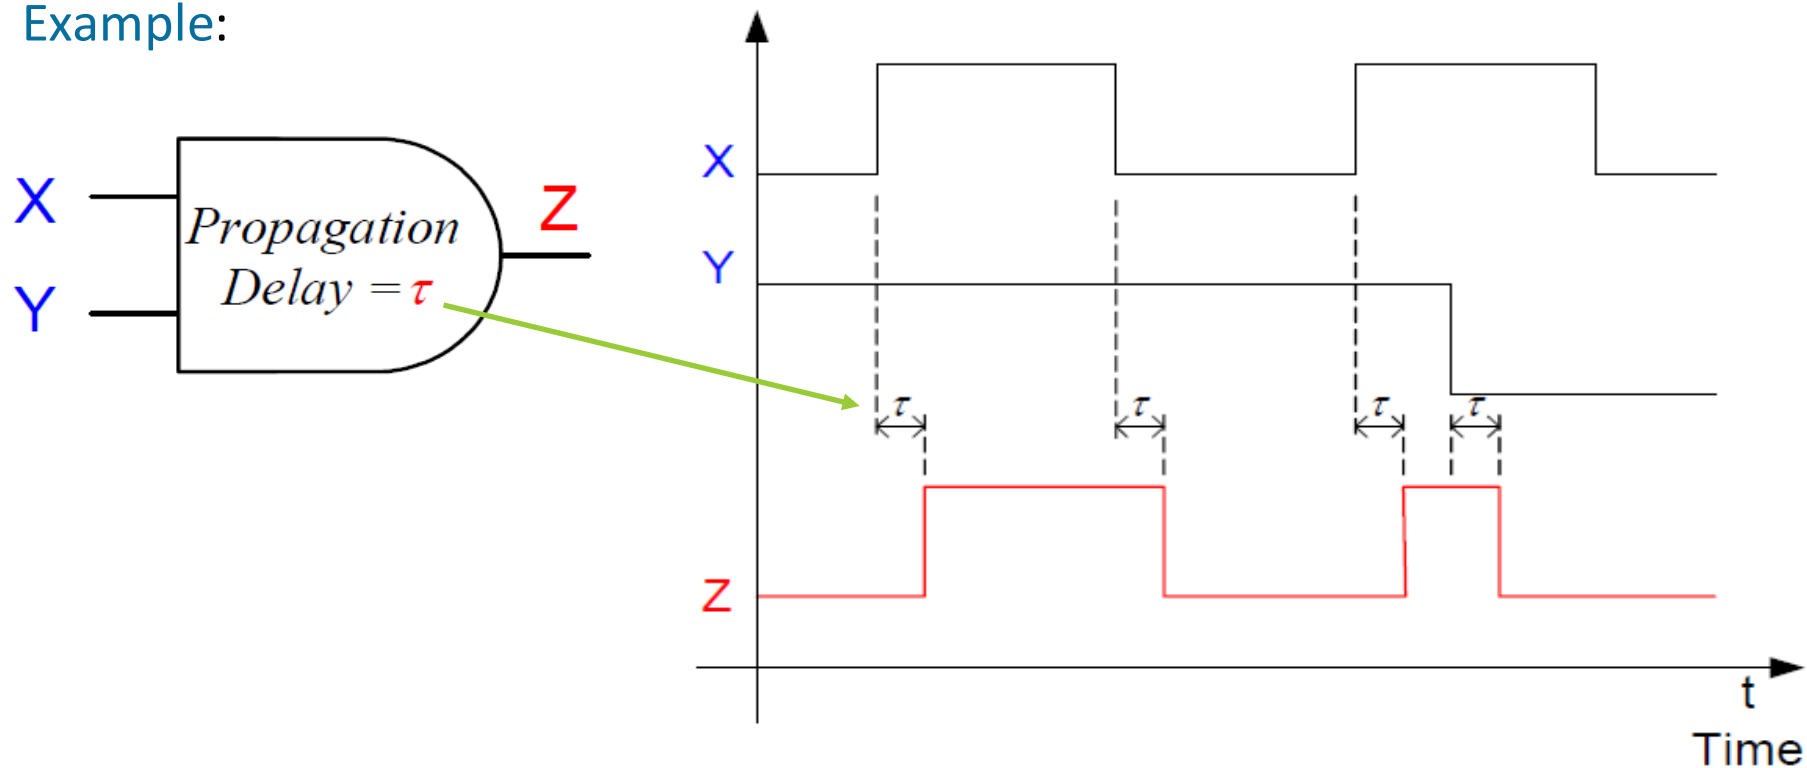 Example:
X
Y
Propagation
Delay = τ
Z
X
Y
τ
τ
τ
τ
Z
t
Time